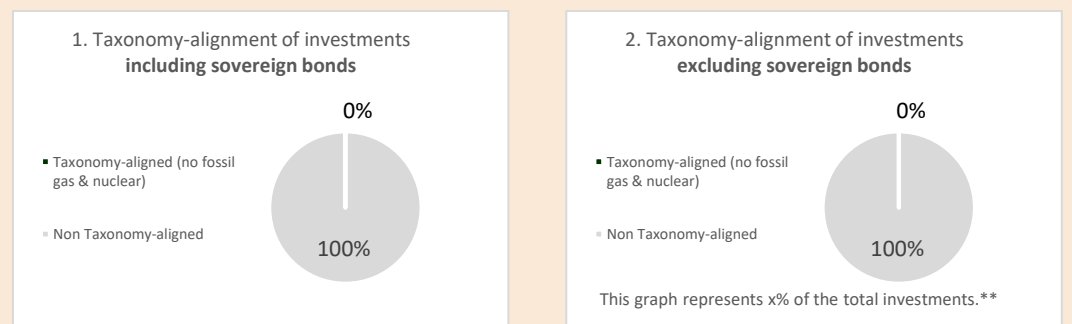 1. Taxonomy-alignment of investments
including sovereign bonds
0%
Taxonomy-aligned (no fossil
gas & nuclear)
Non Taxonomy-aligned
100%
2. Taxonomy-alignment of investments
excluding sovereign bonds
0%
Taxonomy-aligned (no fossil
gas & nuclear)
Non Taxonomy-aligned
100%
This graph represents x% of the total investments.**